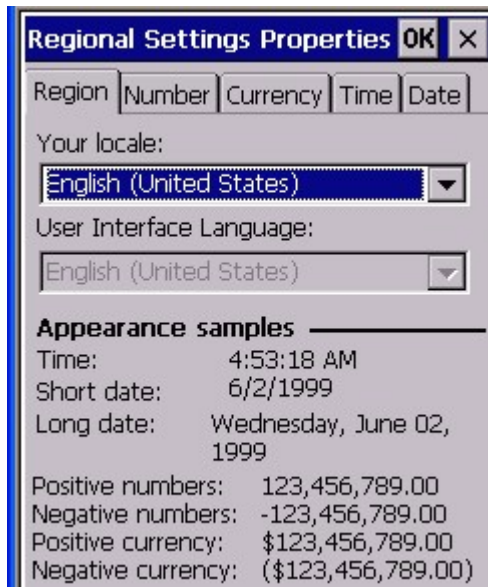 Regional Settings Properties OK ×
Region Number Currency Time Date
Your locale:
English (United States)
User Interface Language:
English (United States)
Appearance samples
Time: 4:53:18 AM
Short date: 6/2/1999
Long date: Wednesday, June 02,
1999
Positive numbers: 123,456,789.00
Negative numbers: -123,456,789.00
Positive currency: $123,456,789.00
Negative currency: ($123,456,789.00)